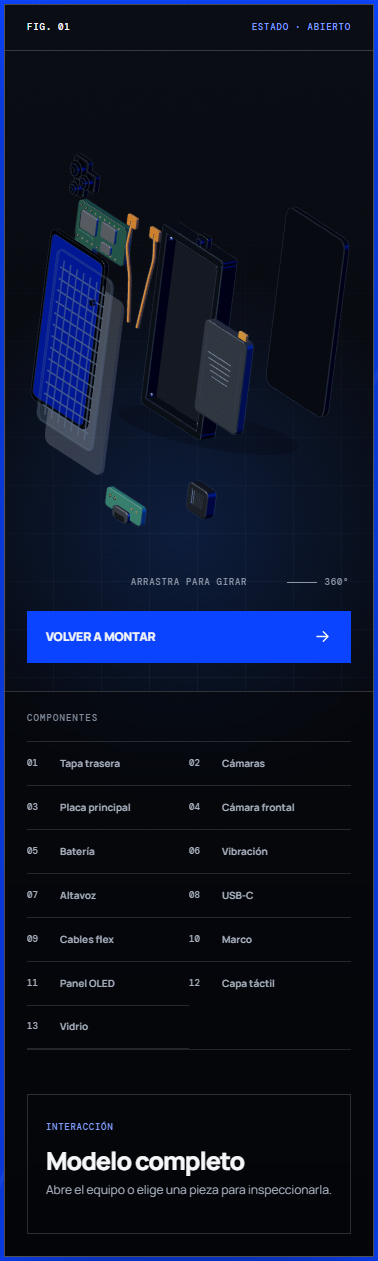 FIG. 01
ESTADO · ABIERTO
ARRASTRA PARA GIRAR
360°
VOLVER A MONTAR →
COMPONENTES
01 Tapa trasera
02 Cámaras
03 Placa principal
04 Cámara frontal
05 Batería
06 Vibración
07 Altavoz
08 USB-C
09 Cables flex
10 Marco
11 Panel OLED
12 Capa táctil
13 Vidrio
INTERACCIÓN
Modelo completo
Abre el equipo o elige una pieza para inspeccionarla.